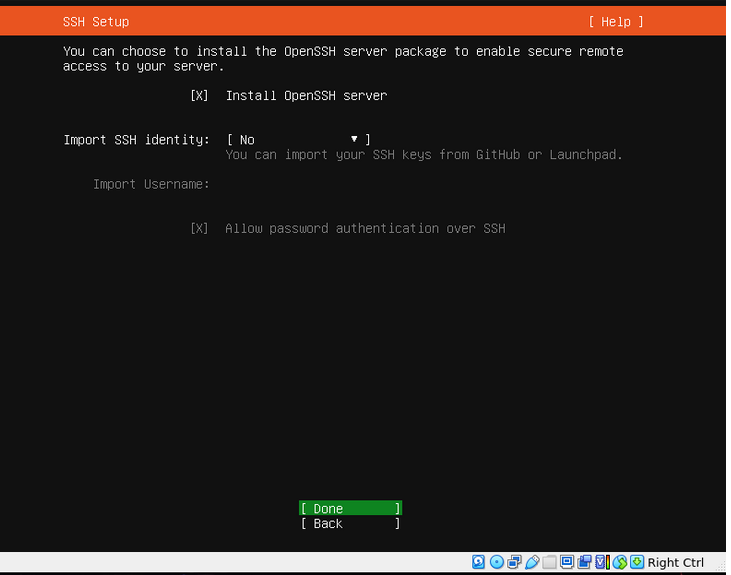 SSH Setup [ Help ]
You can choose to install the OpenSSH server package to enable secure remote
access to your server.
[X] Install OpenSSH server
Import SSH identity: [ No ▼ ]
You can import your SSH keys from GitHub or Launchpad.
Import Username:
[X] Allow password authentication over SSH
[ Done ]
[ Back ]
Right Ctrl